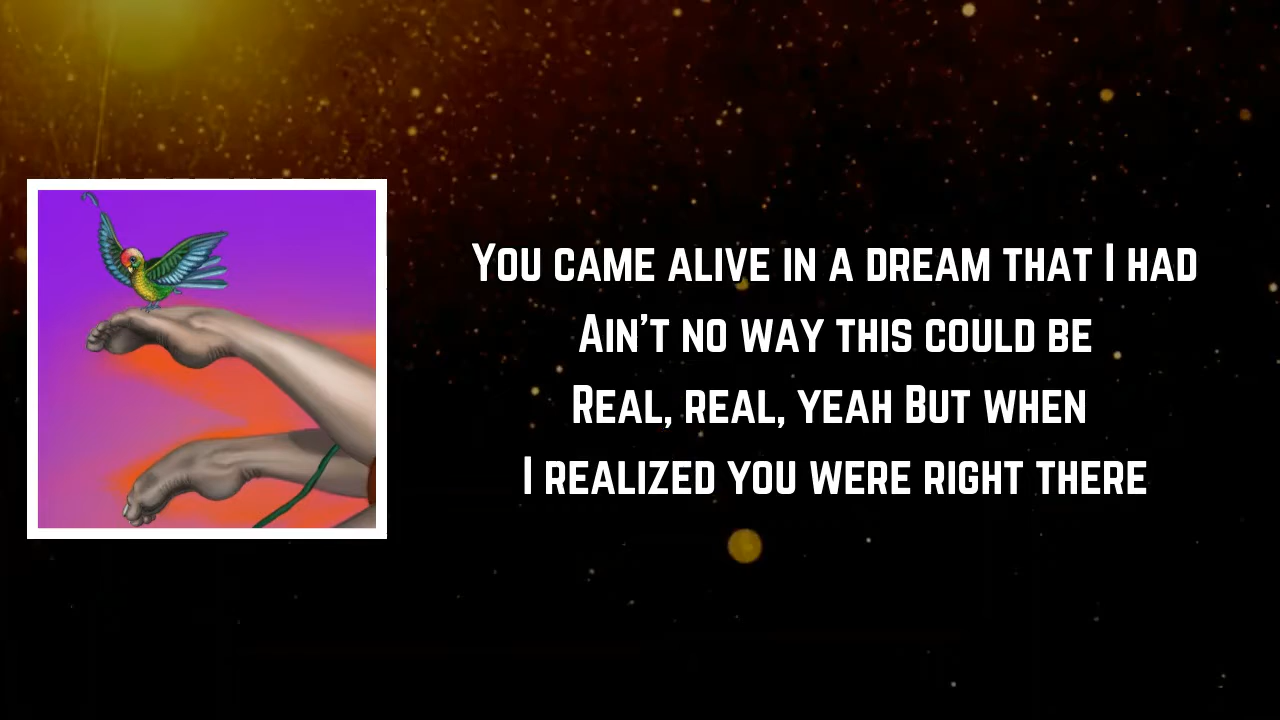 You came alive in a dream that I had
Ain't no way this could be
Real, real, yeah But when
I realized you were right there